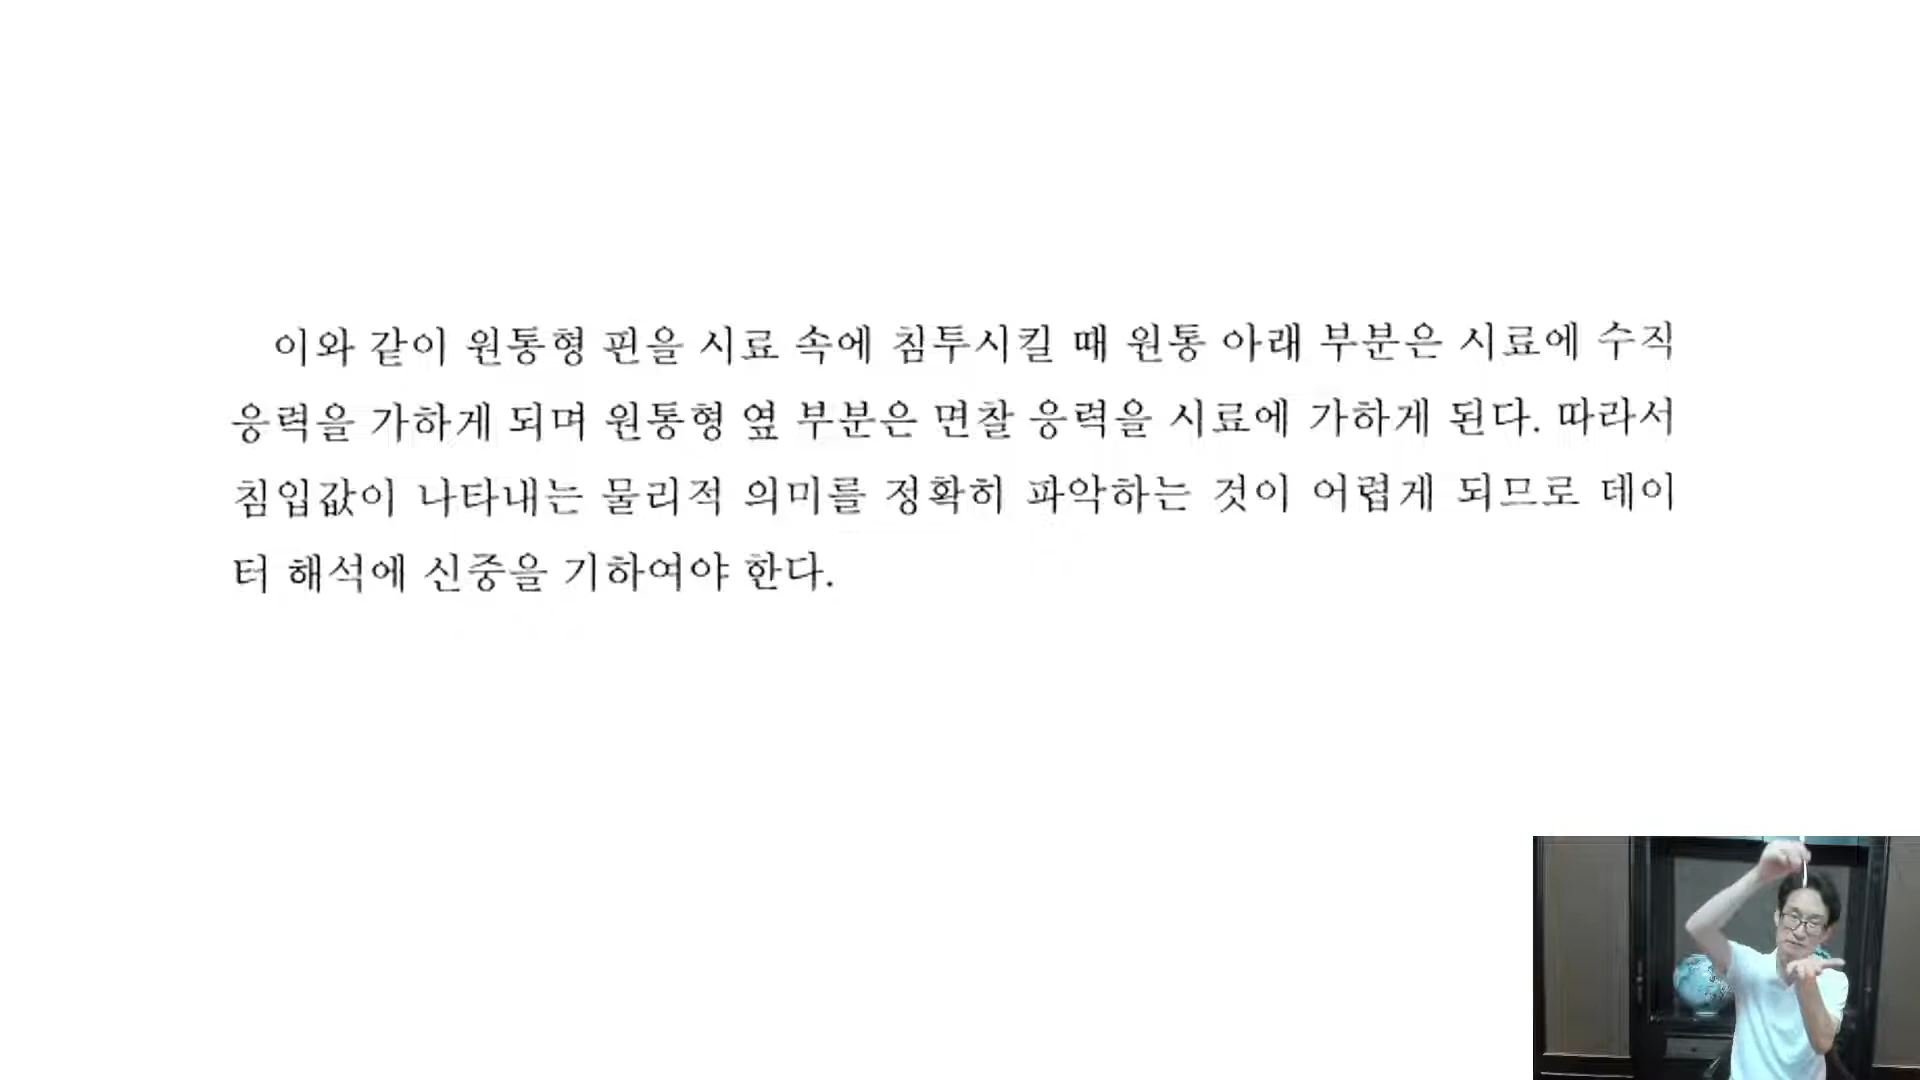 이와 같이 원통형 핀을 시료 속에 침투시킬 때 원통 아래 부분은 시료에 수직
응력을 가하게 되며 원통형 옆 부분은 면찰 응력을 시료에 가하게 된다. 따라서
침입값이 나타내는 물리적 의미를 정확히 파악하는 것이 어렵게 되므로 데이
터 해석에 신중을 기하여야 한다.